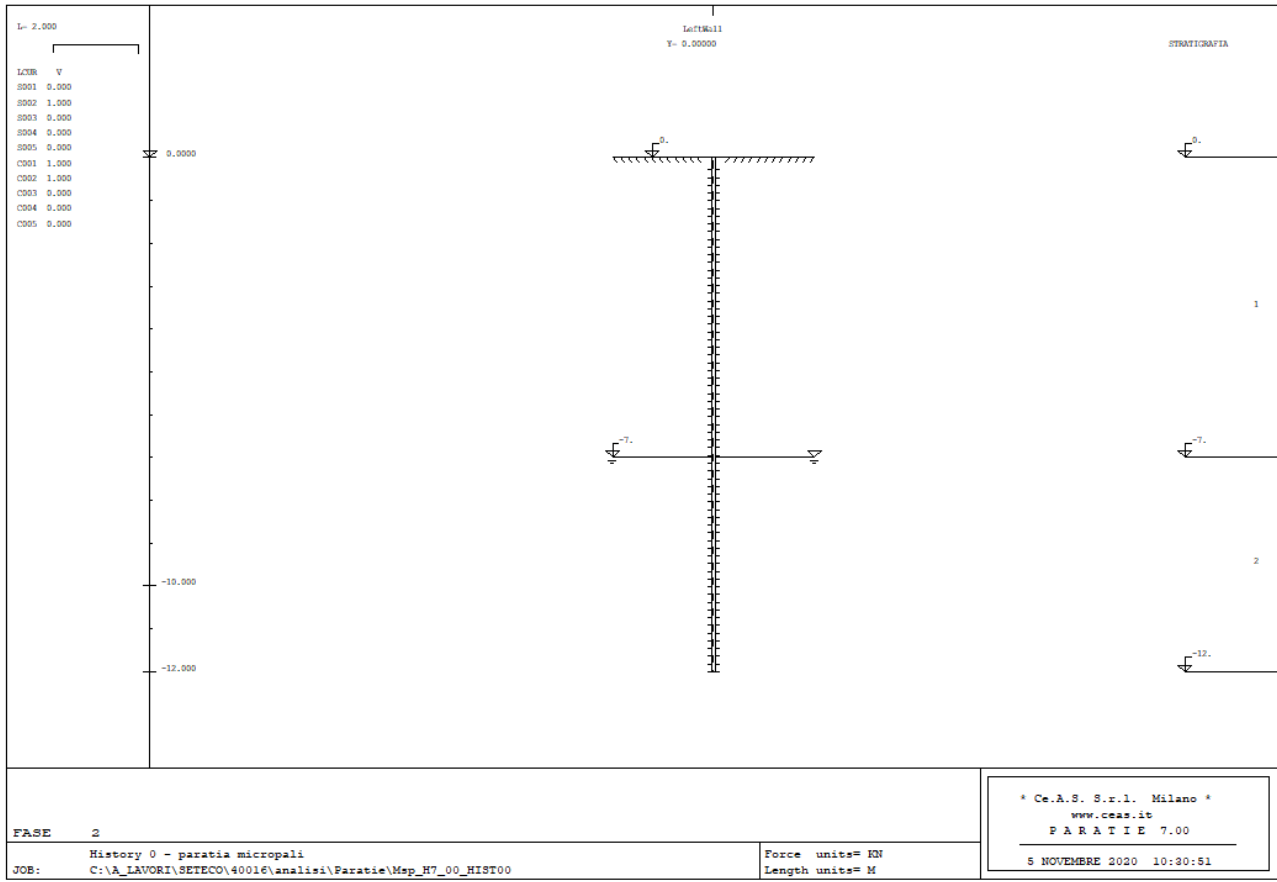 L= 2.000
LCUR V
S001 0.000
S002 1.000
S003 0.000
S004 0.000
S005 0.000
C001 1.000
C002 1.000
C003 0.000
C004 0.000
C005 0.000
0.0000
-10.000
-12.000
LeftWall
Y= 0.00000
0.
-7.
STRATIGRAFIA
0.
1
-7.
2
-12.
FASE 2
History 0 - paratia micropali
JOB: C:\A_LAVORI\SETECO\40016\analisi\Paratie\Msp_H7_00_HIST00
Force units= KN
Length units= M
* Ce.A.S. S.r.l. Milano *
www.ceas.it
P A R A T I E 7.00
5 NOVEMBRE 2020 10:30:51